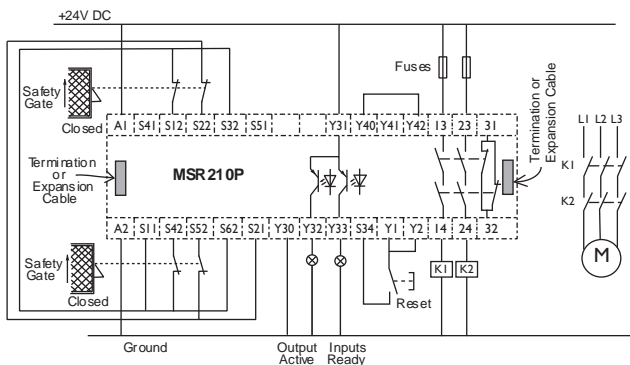 +24V DC
Fuses
Safety
Gate
Closed
A1 S41 S12 S22 S32 S51 Y31 Y40 Y41 Y42 13 23 31
Termination
or
Expansion
Cable
MSR210P
Termination or
Expansion Cable
L1 L2 L3
K1
K2
M
A2 S11 S42 S52 S62 S21 Y30 Y32 Y33 S34 Y1 Y2 14 24 32
Safety
Gate
Closed
K1 K2
Reset
Ground
Output
Active
Inputs
Ready